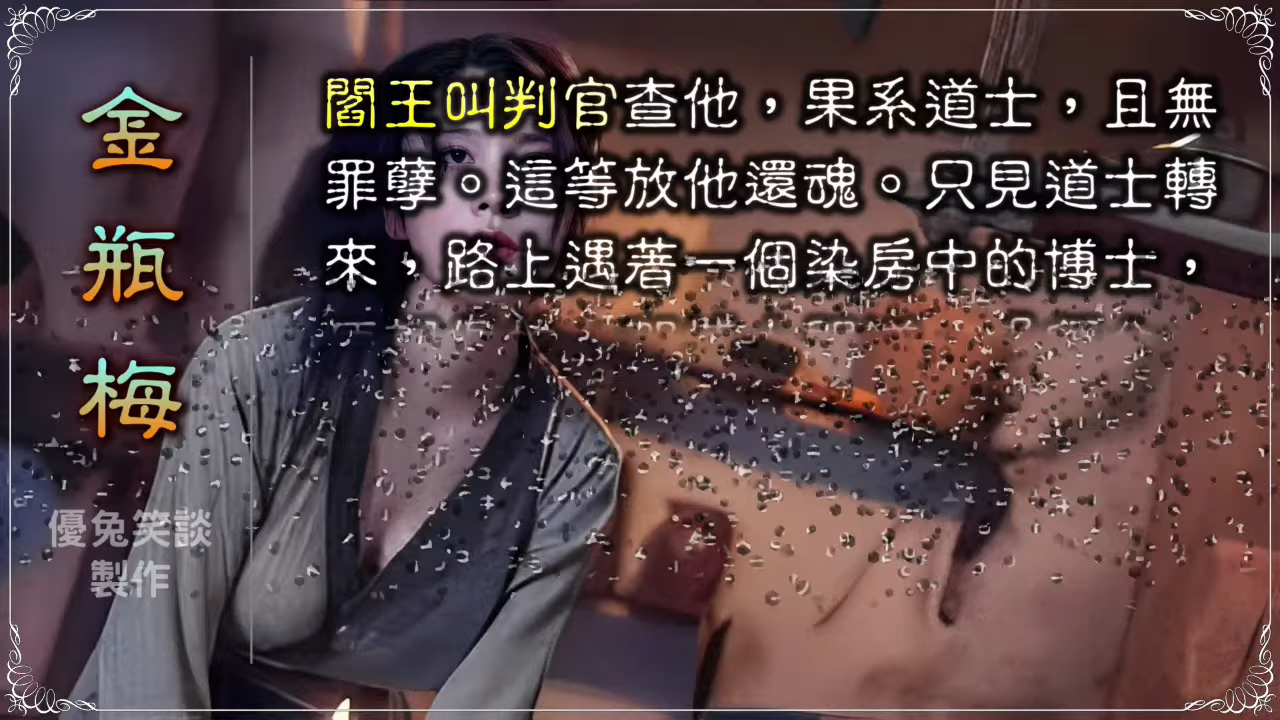 金瓶梅
優兔笑談
製作
閻王叫判官查他，果系道士，且無
罪孽。這等放他還魂。只見道士轉
來，路上遇著一個染房中的博士，